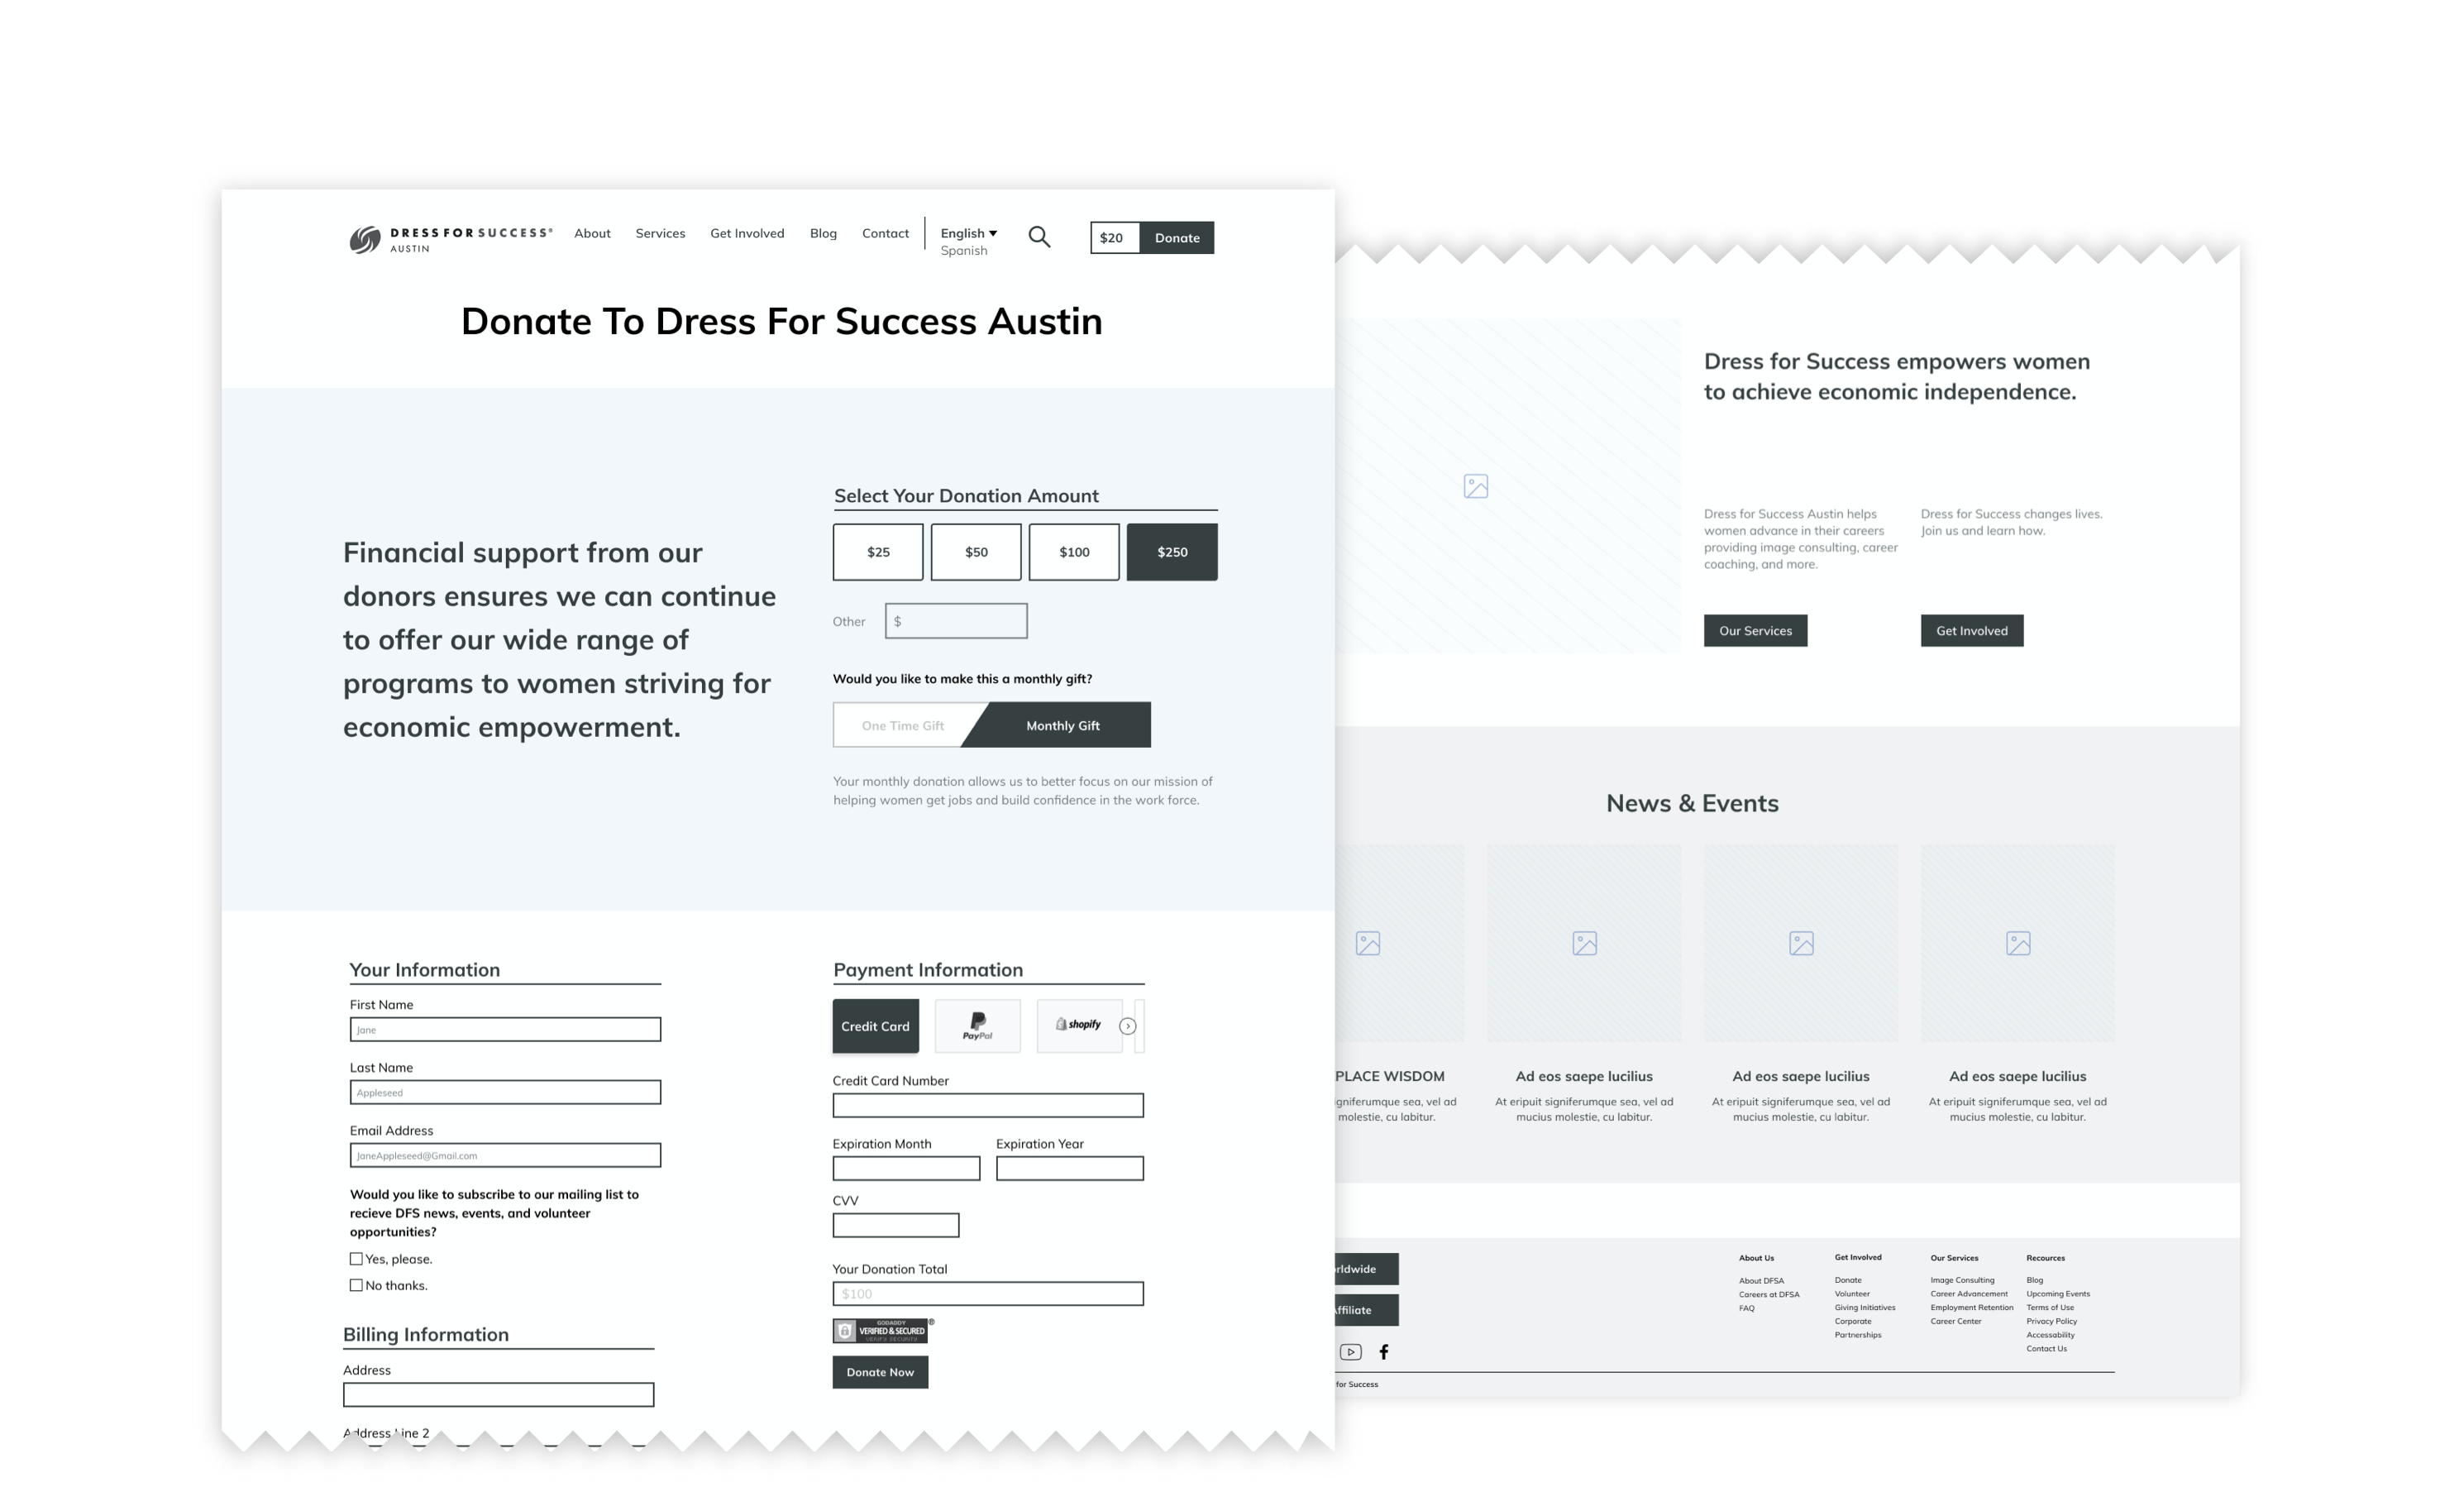 DRESS FOR SUCCESS®
AUSTIN
About
Services
Get Involved
Blog
Contact
English
Spanish
$20
Donate
Donate To Dress For Success Austin
Financial support from our
donors ensures we can continue
to offer our wide range of
programs to women striving for
economic empowerment.
Select Your Donation Amount
$25
$50
$100
$250
Other
$
Would you like to make this a monthly gift?
One Time Gift
Monthly Gift
Your monthly donation allows us to better focus on our mission of
helping women get jobs and build confidence in the work force.
Your Information
First Name
Jane
Last Name
Appleseed
Email Address
JaneAppleseed@Gmail.com
Would you like to subscribe to our mailing list to
recieve DFS news, events, and volunteer
opportunities?
Yes, please.
No thanks.
Billing Information
Address
Address Line 2
Payment Information
Credit Card
PayPal
shopify
Credit Card Number
Expiration Month
Expiration Year
CVV
Your Donation Total
$100
GODADDY
VERIFIED & SECURED
VERIFY SECURITY
®
Donate Now
Dress for Success empowers women
to achieve economic independence.
Dress for Success Austin helps
women advance in their careers
providing image consulting, career
coaching, and more.
Our Services
Dress for Success changes lives.
Join us and learn how.
Get Involved
News & Events
PLACE WISDOM
igniferumque sea, vel ad
molestie, cu labitur.
Ad eos saepe lucilius
At eripuit signiferumque sea, vel ad
mucius molestie, cu labitur.
Ad eos saepe lucilius
At eripuit signiferumque sea, vel ad
mucius molestie, cu labitur.
Ad eos saepe lucilius
At eripuit signiferumque sea, vel ad
mucius molestie, cu labitur.
rldwide
ffiliate
for Success
About Us
About DFSA
Careers at DFSA
FAQ
Get Involved
Donate
Volunteer
Giving Initiatives
Corporate
Partnerships
Our Services
Image Consulting
Career Advancement
Employment Retention
Career Center
Recources
Blog
Upcoming Events
Terms of Use
Privacy Policy
Accessability
Contact Us